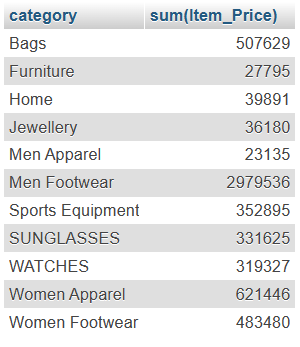 category sum(Item_Price)
Bags 507629
Furniture 27795
Home 39891
Jewellery 36180
Men Apparel 23135
Men Footwear 2979536
Sports Equipment 352895
SUNGLASSES 331625
WATCHES 319327
Women Apparel 621446
Women Footwear 483480